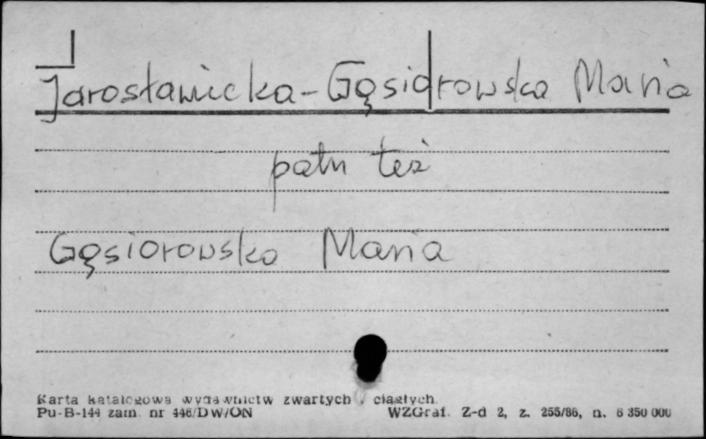 Jarosławicka-Gąsiorowska Maria
patrz też
Gąsiorowska Maria
Karta katalogowa wydawnictw zwartych i ciągłych
Pu-B-144 zam. nr 446/DW/ON WZGraf. Z-d 2, z. 255/86, n. 6 350 000